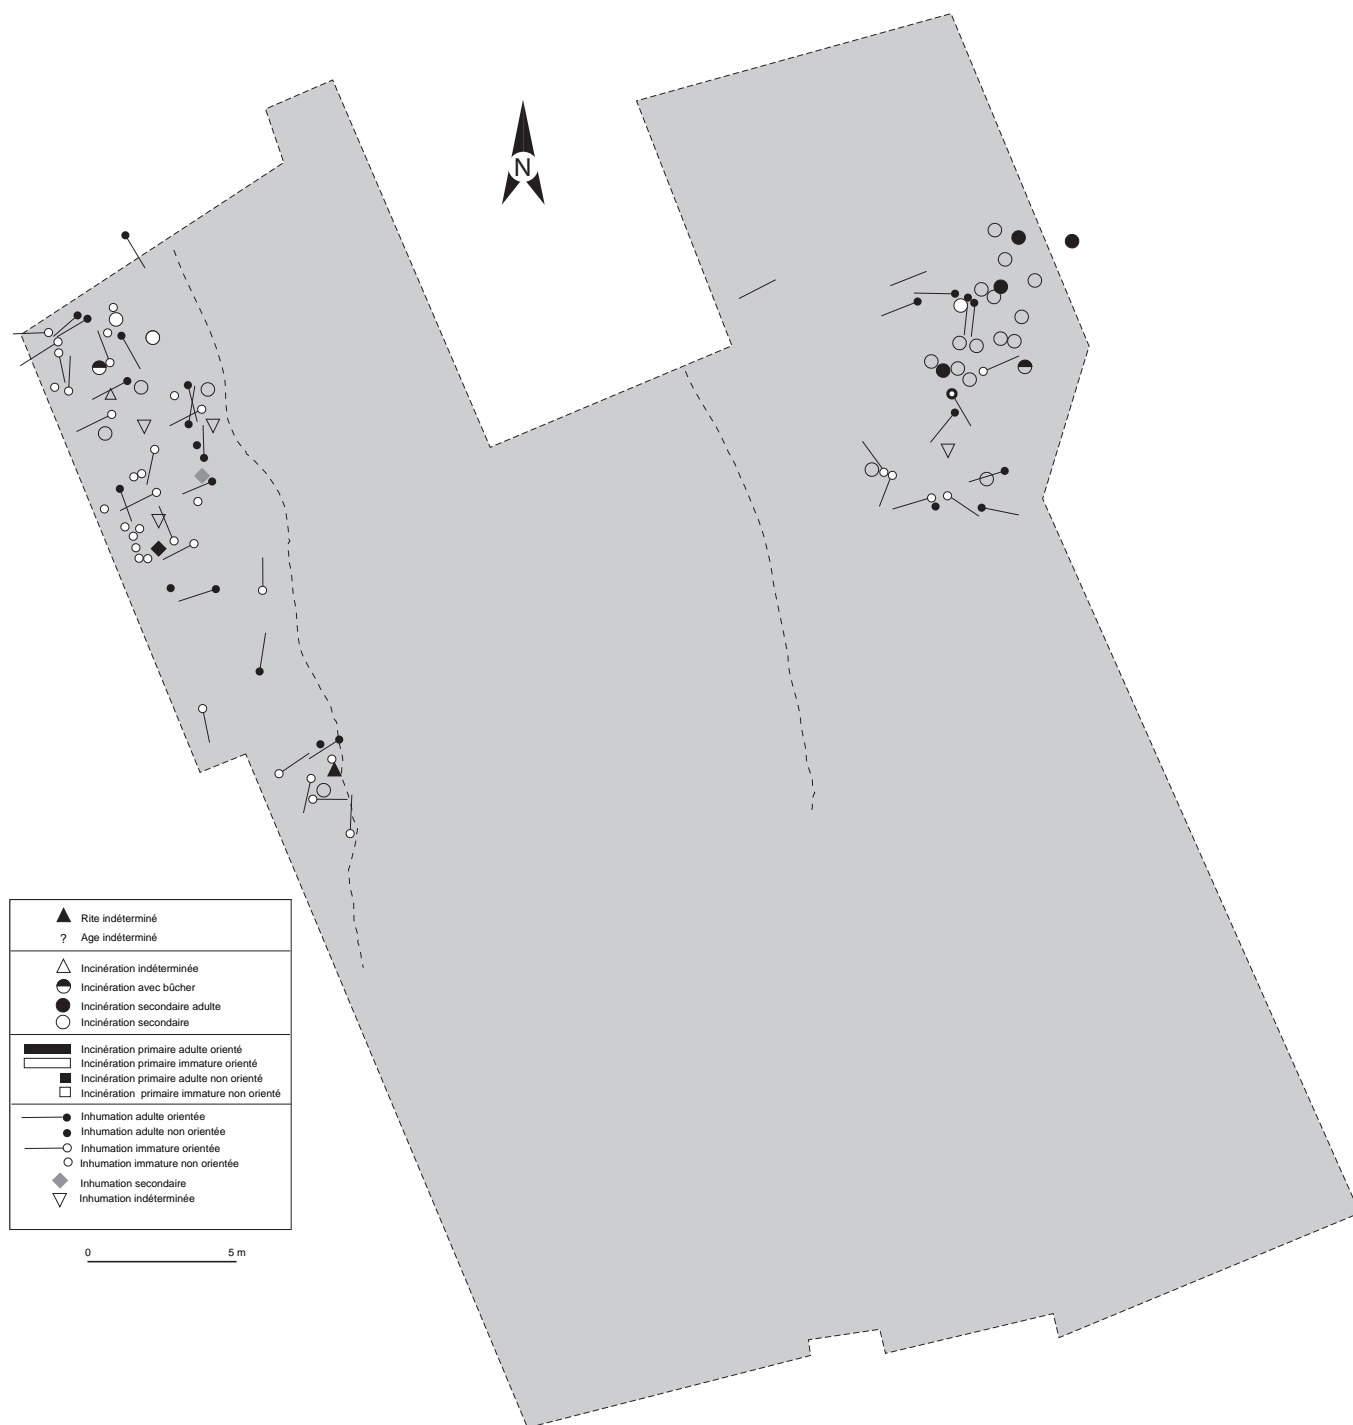 N
Rite indéterminé
? Age indéterminé
Incinération indéterminée
Incinération avec bûcher
Incinération secondaire adulte
Incinération secondaire
Incinération primaire adulte orienté
Incinération primaire immature orienté
Incinération primaire adulte non orienté
Incinération primaire immature non orienté
Inhumation adulte orientée
Inhumation adulte non orientée
Inhumation immature orientée
Inhumation immature non orientée
Inhumation secondaire
Inhumation indéterminée
0 5 m